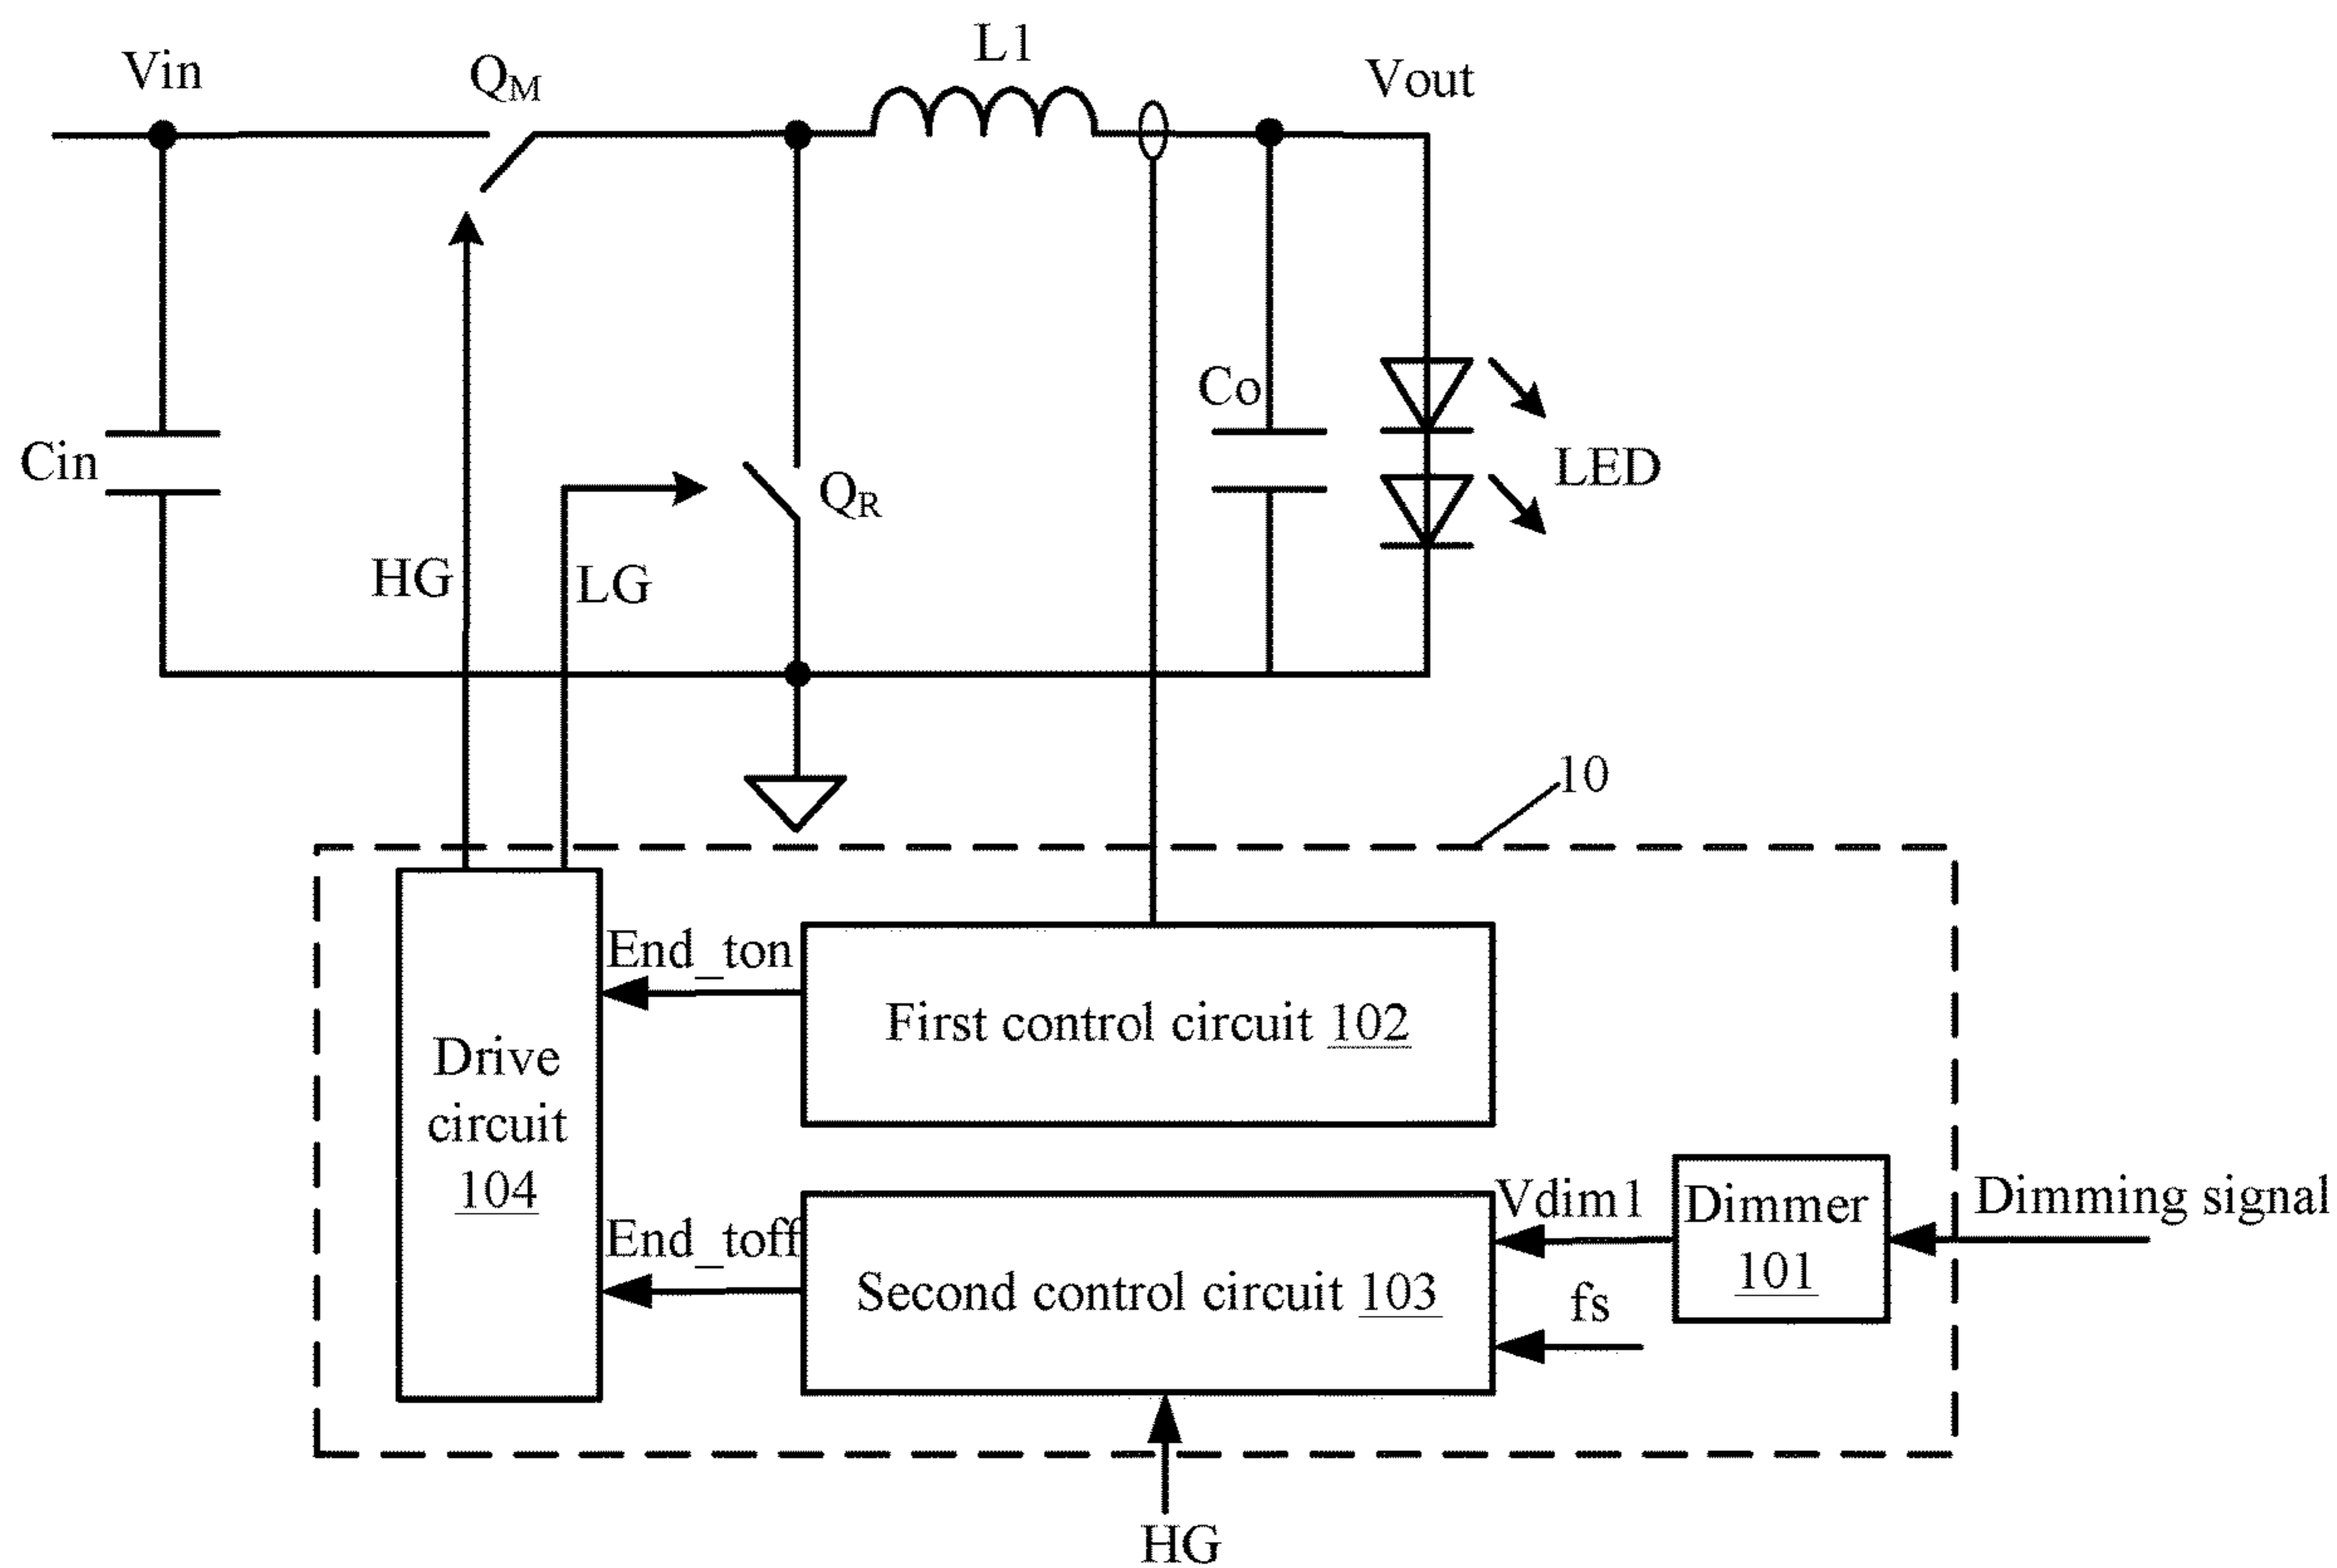 Vin
QM
L1
Vout
Cin
HG
LG
QR
Co
LED
10
Drive
circuit
104
End_ton
First control circuit 102
End_toff
Second control circuit 103
Vdim1
fs
Dimmer
101
Dimming signal
HG